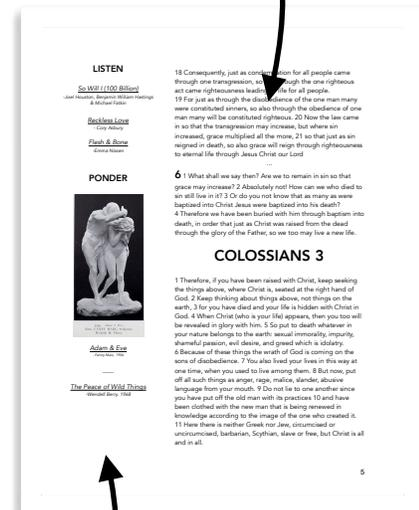 LISTEN
So Will I (100 Billion)
-Joel Houston, Benjamin William Hastings
& Michael Fatkin
Reckless Love
- Cory Asbury
Flesh & Bone
PONDER
Adam & Eve
The Peace of Wild Things
-Wendell Berry, 1968
18 Consequently, just as condemnation for all people came
through one transgression, so through the one righteous
act came righteousness leading life for all people.
19 For just as through the disobedience of the one man many
were constituted sinners, so also through the obedience of one
man many will be constituted righteous. 20 Now the law came
in so that the transgression may increase, but where sin
increased, grace multiplied all the more, 21 so that just as sin
reigned in death, so also grace will reign through righteousness
to eternal life through Jesus Christ our Lord
...
6 1 What shall we say then? Are we to remain in sin so that
grace may increase? 2 Absolutely not! How can we who died to
sin still live in it? 3 Or do you not know that as many as were
baptized into Christ Jesus were baptized into his death?
4 Therefore we have been buried with him through baptism into
death, in order that just as Christ was raised from the dead
through the glory of the Father, so we too may live a new life.
COLOSSIANS 3
1 Therefore, if you have been raised with Christ, keep seeking
the things above, where Christ is, seated at the right hand of
God. 2 Keep thinking about things above, not things on the
earth, 3 for you have died and your life is hidden with Christ in
God. 4 When Christ (who is your life) appears, then you too will
be revealed in glory with him. 5 So put to death whatever in
your nature belongs to the earth: sexual immorality, impurity,
shameful passion, evil desire, and greed which is idolatry.
6 Because of these things the wrath of God is coming on the
sons of disobedience. 7 You also lived your lives in this way at
one time, when you used to live among them. 8 But now, put
off all such things as anger, rage, malice, slander, abusive
language from your mouth. 9 Do not lie to one another since
you have put off the old man with its practices 10 and have
been clothed with the new man that is being renewed in
knowledge according to the image of the one who created it.
11 Here there is neither Greek nor Jew, circumcised or
uncircumcised, barbarian, Scythian, slave or free, but Christ is all
and in all.
5